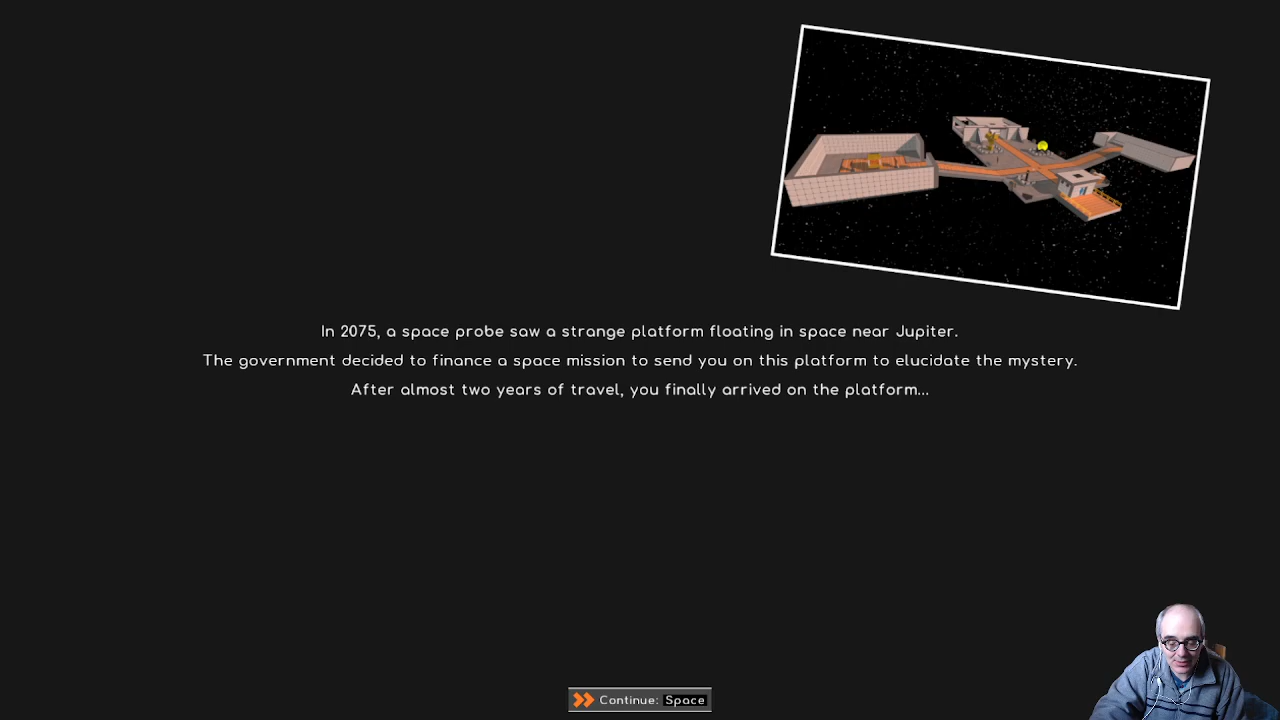 In 2075, a space probe saw a strange platform floating in space near Jupiter.
The government decided to finance a space mission to send you on this platform to elucidate the mystery.
After almost two years of travel, you finally arrived on the platform...
Continue: Space